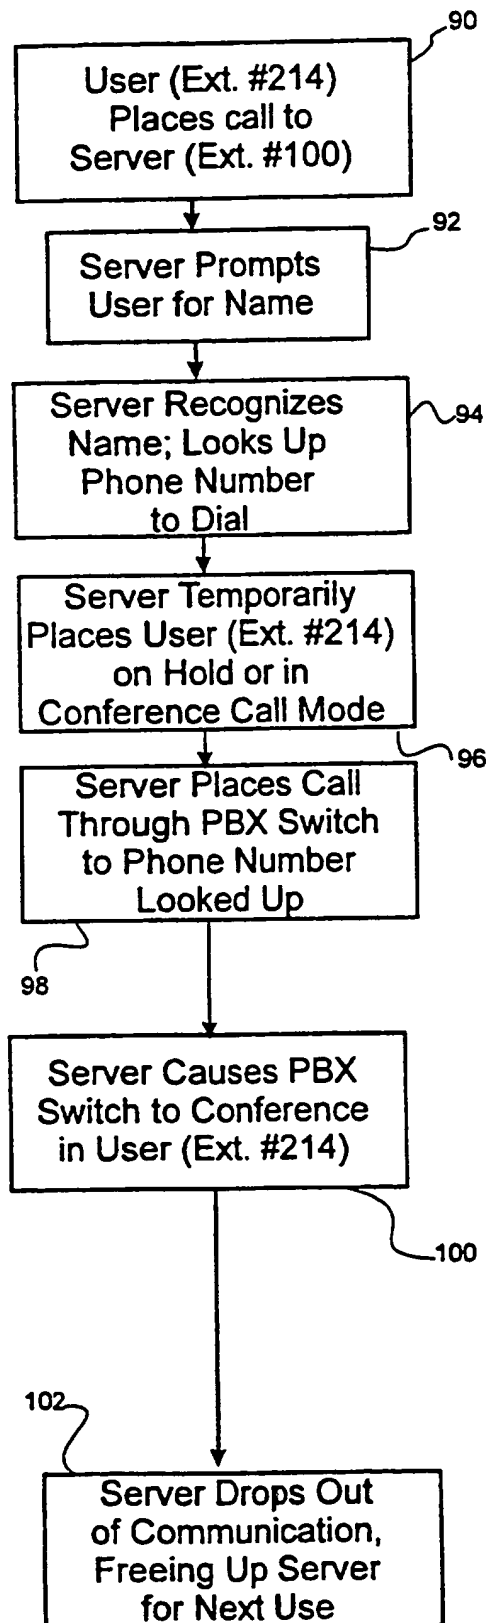 90
User (Ext. #214)
Places call to
Server (Ext. #100)
92
Server Prompts
User for Name
Server Recognizes
Name; Looks Up
Phone Number
to Dial
94
Server Temporarily
Places User (Ext. #214)
on Hold or in
Conference Call Mode
96
Server Places Call
Through PBX Switch
to Phone Number
Looked Up
98
Server Causes PBX
Switch to Conference
in User (Ext. #214)
100
102
Server Drops Out
of Communication,
Freeing Up Server
for Next Use